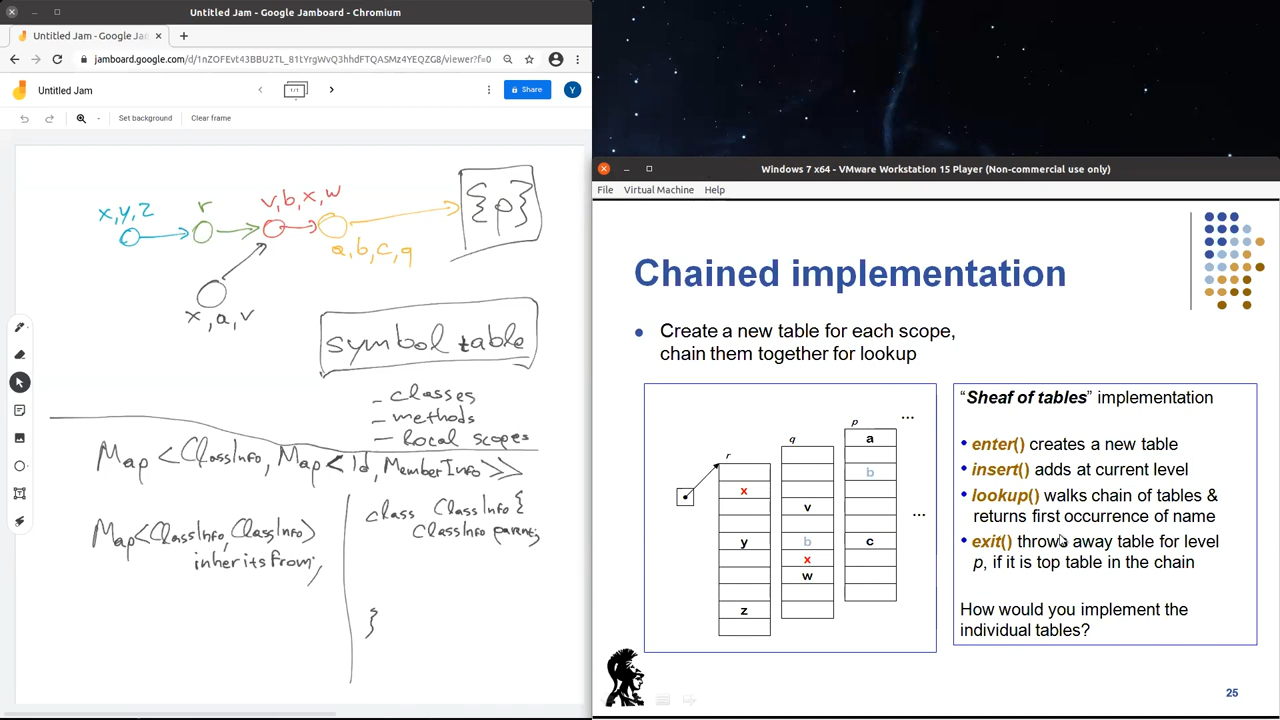 Untitled Jam - Google Jamboard - Chromium
Untitled Jam - Google Jam
jamboard.google.com/d/1nZOFEvt43BBU2TL_81tYrgWvQ3hhdFTQASMz4YEQZG8/viewer?f=0
Untitled Jam
1/1
Share
Y
Set background
Clear frame
x,y,z
r
v,b,x,w
{p}
a,b,c,q
x,a,v
symbol table
- classes
- methods
- local scopes
Map <ClassInfo, Map<Id, MemberInfo>>
Map<ClassInfo, ClassInfo>
inheritsFrom;
class ClassInfo {
ClassInfo parent;
}
Windows 7 x64 - VMware Workstation 15 Player (Non-commercial use only)
File Virtual Machine Help
Chained implementation
• Create a new table for each scope,
chain them together for lookup
r
x
y
z
q
v
b
x
w
p
a
b
c
...
...
“Sheaf of tables” implementation
• enter() creates a new table
• insert() adds at current level
• lookup() walks chain of tables &
returns first occurrence of name
• exit() throws away table for level
p, if it is top table in the chain
How would you implement the
individual tables?
25